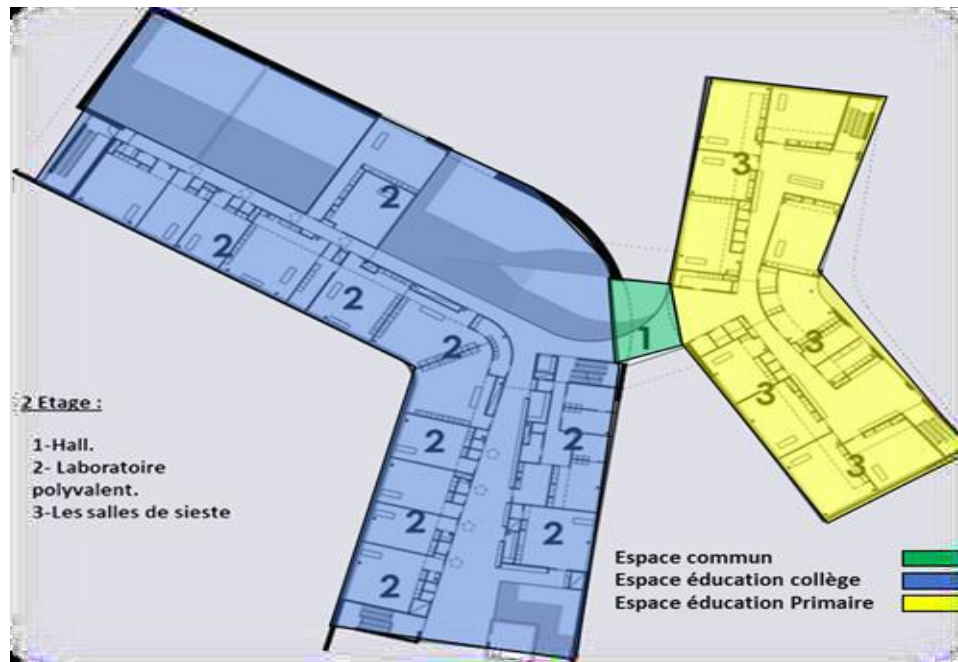 3
2
2
2
1
3
2
3
2
2
3
2
2
2
2 Etage :
1-Hall.
2- Laboratoire
polyvalent.
3-Les salles de sieste
Espace commun
Espace éducation collège
Espace éducation Primaire